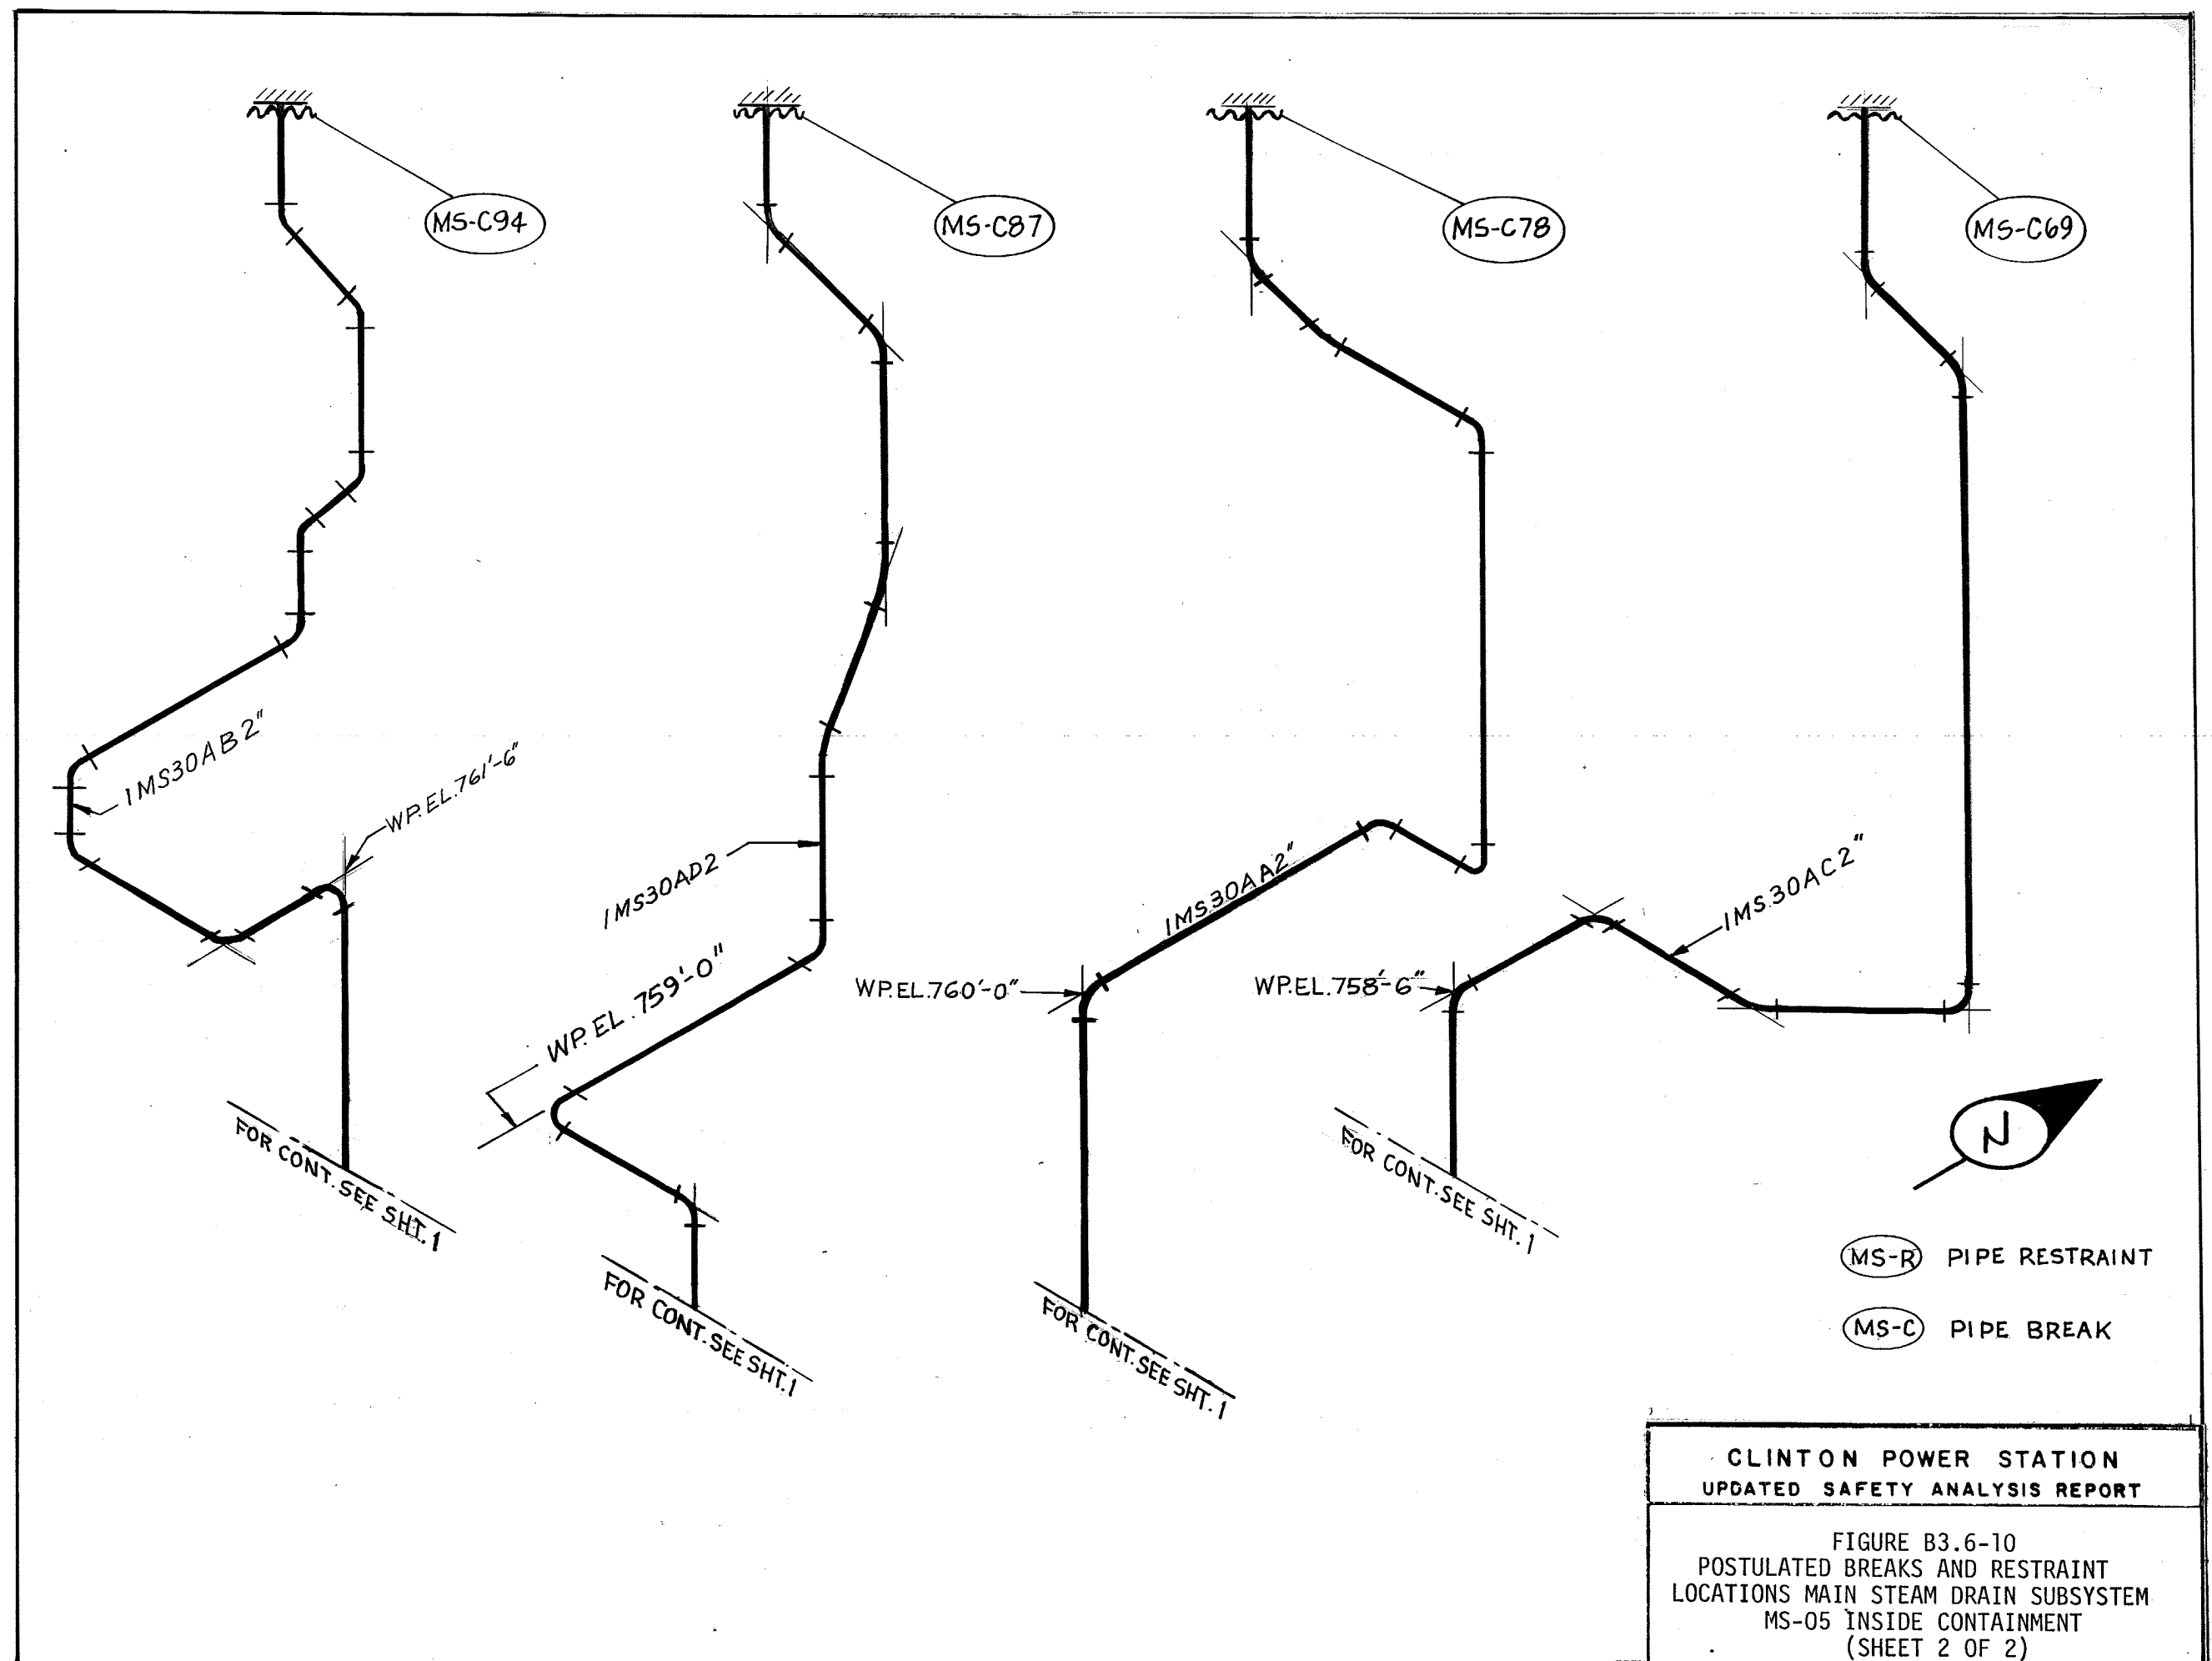 MS-C94
MS-C87
MS-C78
MS-C69
1MS30AB2"
WP.EL.761'-6"
1MS30AD2
1MS30AA2"
1MS30AC2"
WP.EL.759'-0"
WP.EL.760'-0"
WP.EL.758'-6"
FOR CONT. SEE SHT. 1
FOR CONT. SEE SHT. 1
FOR CONT. SEE SHT. 1
FOR CONT. SEE SHT. 1
N
MS-R PIPE RESTRAINT
MS-C PIPE BREAK
CLINTON POWER STATION
UPDATED SAFETY ANALYSIS REPORT
FIGURE B3.6-10
POSTULATED BREAKS AND RESTRAINT
LOCATIONS MAIN STEAM DRAIN SUBSYSTEM
MS-05 INSIDE CONTAINMENT
(SHEET 2 OF 2)